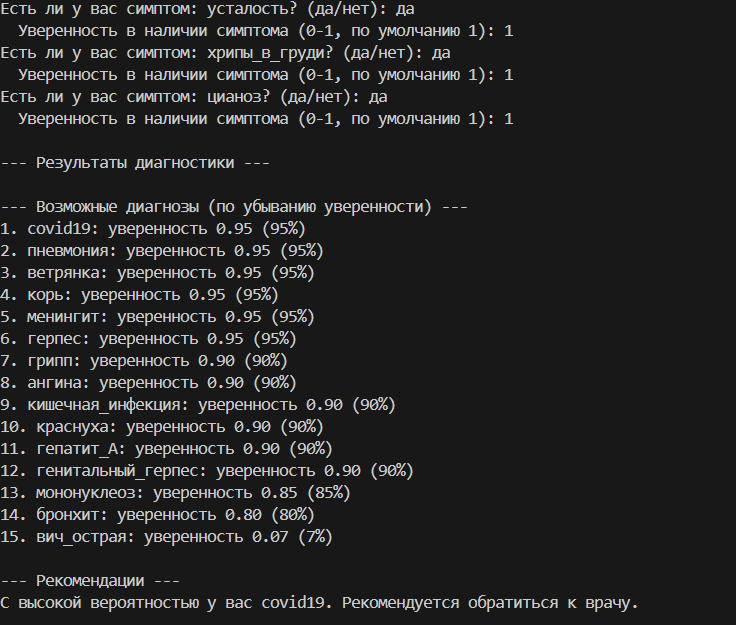 Есть ли у вас симптом: усталость? (да/нет): да
Уверенность в наличии симптома (0-1, по умолчанию 1): 1
Есть ли у вас симптом: хрипы_в_груди? (да/нет): да
Уверенность в наличии симптома (0-1, по умолчанию 1): 1
Есть ли у вас симптом: цианоз? (да/нет): да
Уверенность в наличии симптома (0-1, по умолчанию 1): 1
--- Результаты диагностики ---
--- Возможные диагнозы (по убыванию уверенности) ---
1. covid19: уверенность 0.95 (95%)
2. пневмония: уверенность 0.95 (95%)
3. ветрянка: уверенность 0.95 (95%)
4. корь: уверенность 0.95 (95%)
5. менингит: уверенность 0.95 (95%)
6. герпес: уверенность 0.95 (95%)
7. грипп: уверенность 0.90 (90%)
8. ангина: уверенность 0.90 (90%)
9. кишечная_инфекция: уверенность 0.90 (90%)
10. краснуха: уверенность 0.90 (90%)
11. гепатит_А: уверенность 0.90 (90%)
12. генитальный_герпес: уверенность 0.90 (90%)
13. мононуклеоз: уверенность 0.85 (85%)
14. бронхит: уверенность 0.80 (80%)
15. вич_острая: уверенность 0.07 (7%)
--- Рекомендации ---
С высокой вероятностью у вас covid19. Рекомендуется обратиться к врачу.